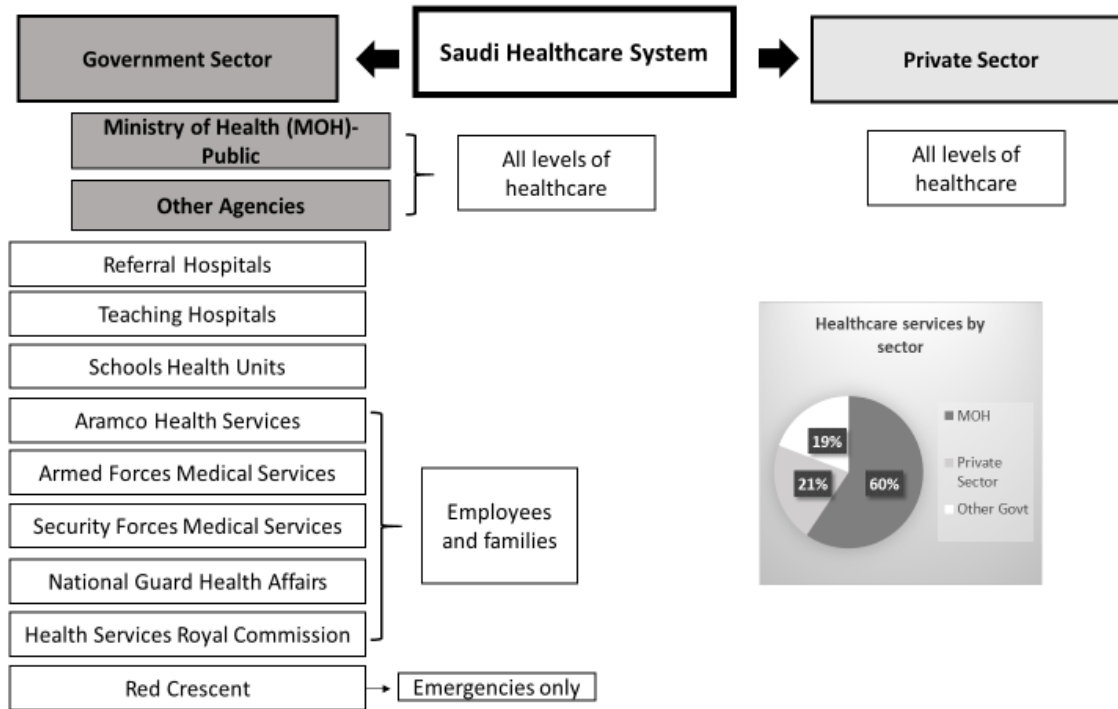 Government Sector
Saudi Healthcare System
Private Sector
Ministry of Health (MOH)-
Public
Other Agencies
All levels of
healthcare
All levels of
healthcare
Referral Hospitals
Teaching Hospitals
Schools Health Units
Aramco Health Services
Armed Forces Medical Services
Security Forces Medical Services
National Guard Health Affairs
Health Services Royal Commission
Red Crescent
Employees
and families
Emergencies only
Healthcare services by
sector
19%
21%
60%
MOH
Private
Sector
Other Govt